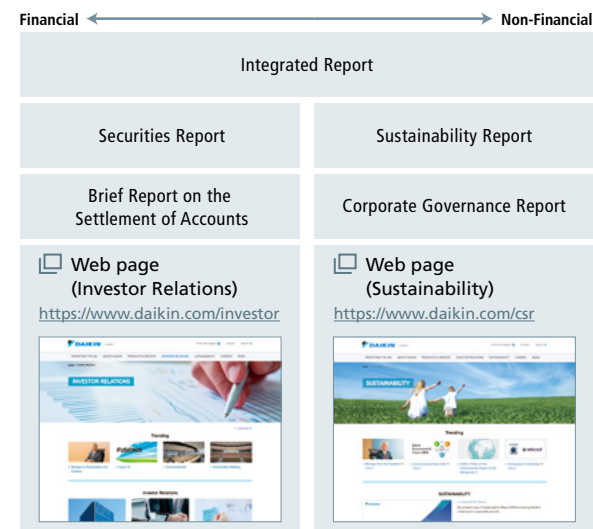 Financial Non-Financial
Integrated Report
Securities Report
Sustainability Report
Brief Report on the
Settlement of Accounts
Corporate Governance Report
Web page
(Investor Relations)
https://www.daikin.com/investor
Web page
(Sustainability)
https://www.daikin.com/csr
DAIKIN
INVESTOR RELATIONS
Trending
FUSION25
Investor Relations
DAIKIN
SUSTAINABILITY
Trending
SUSTAINABILITY